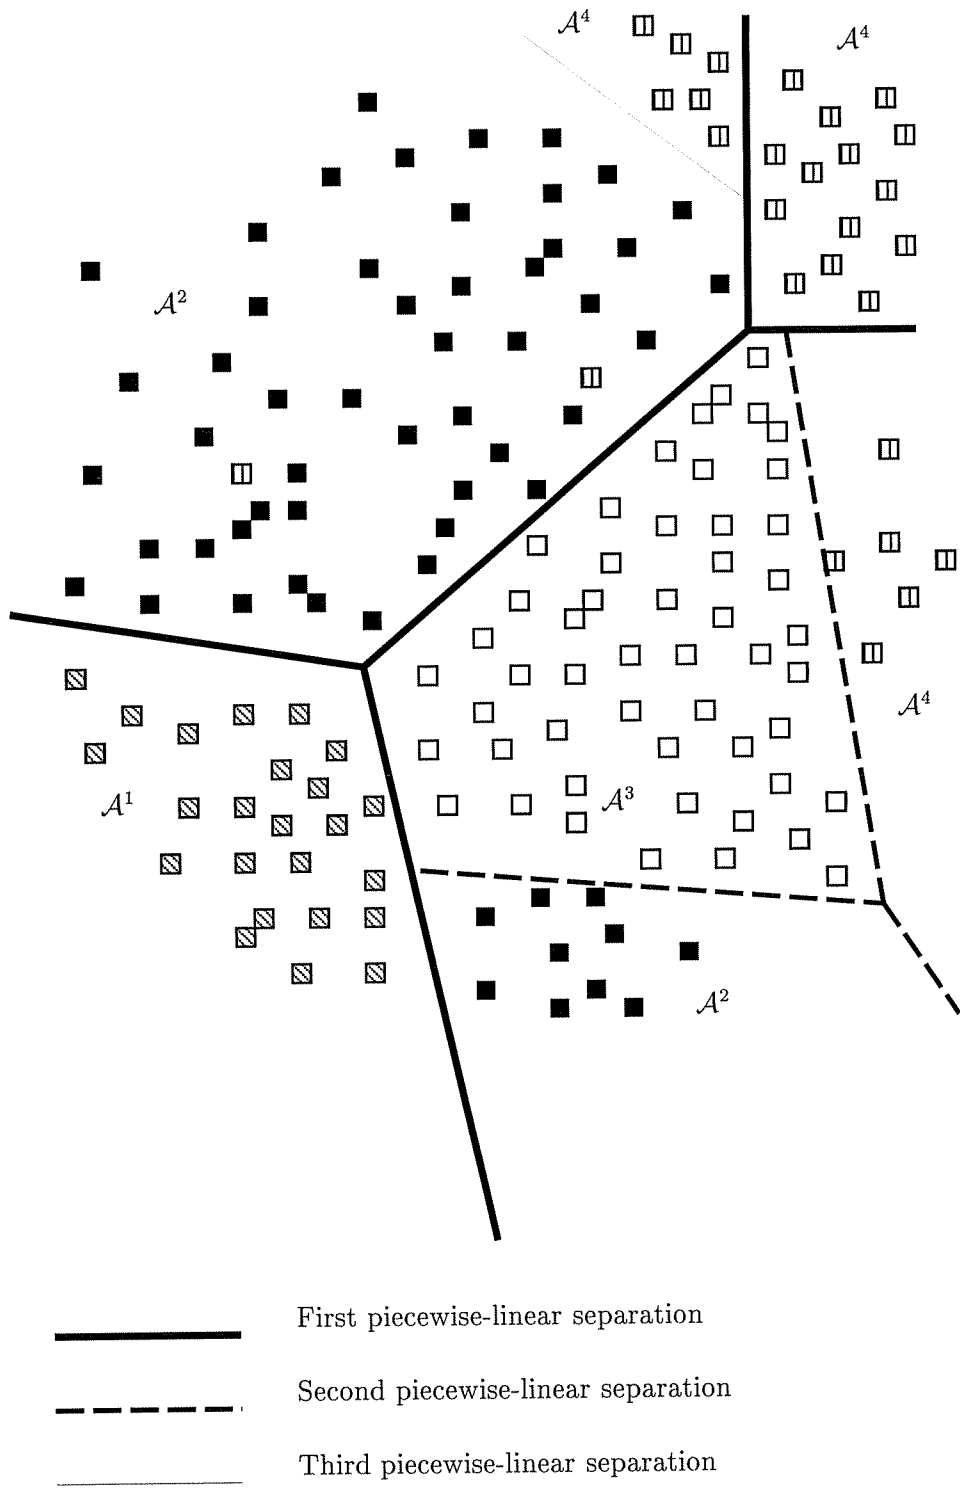 𝒜⁴
𝒜⁴
𝒜²
𝒜⁴
𝒜¹
𝒜³
𝒜²
First piecewise-linear separation
Second piecewise-linear separation
Third piecewise-linear separation